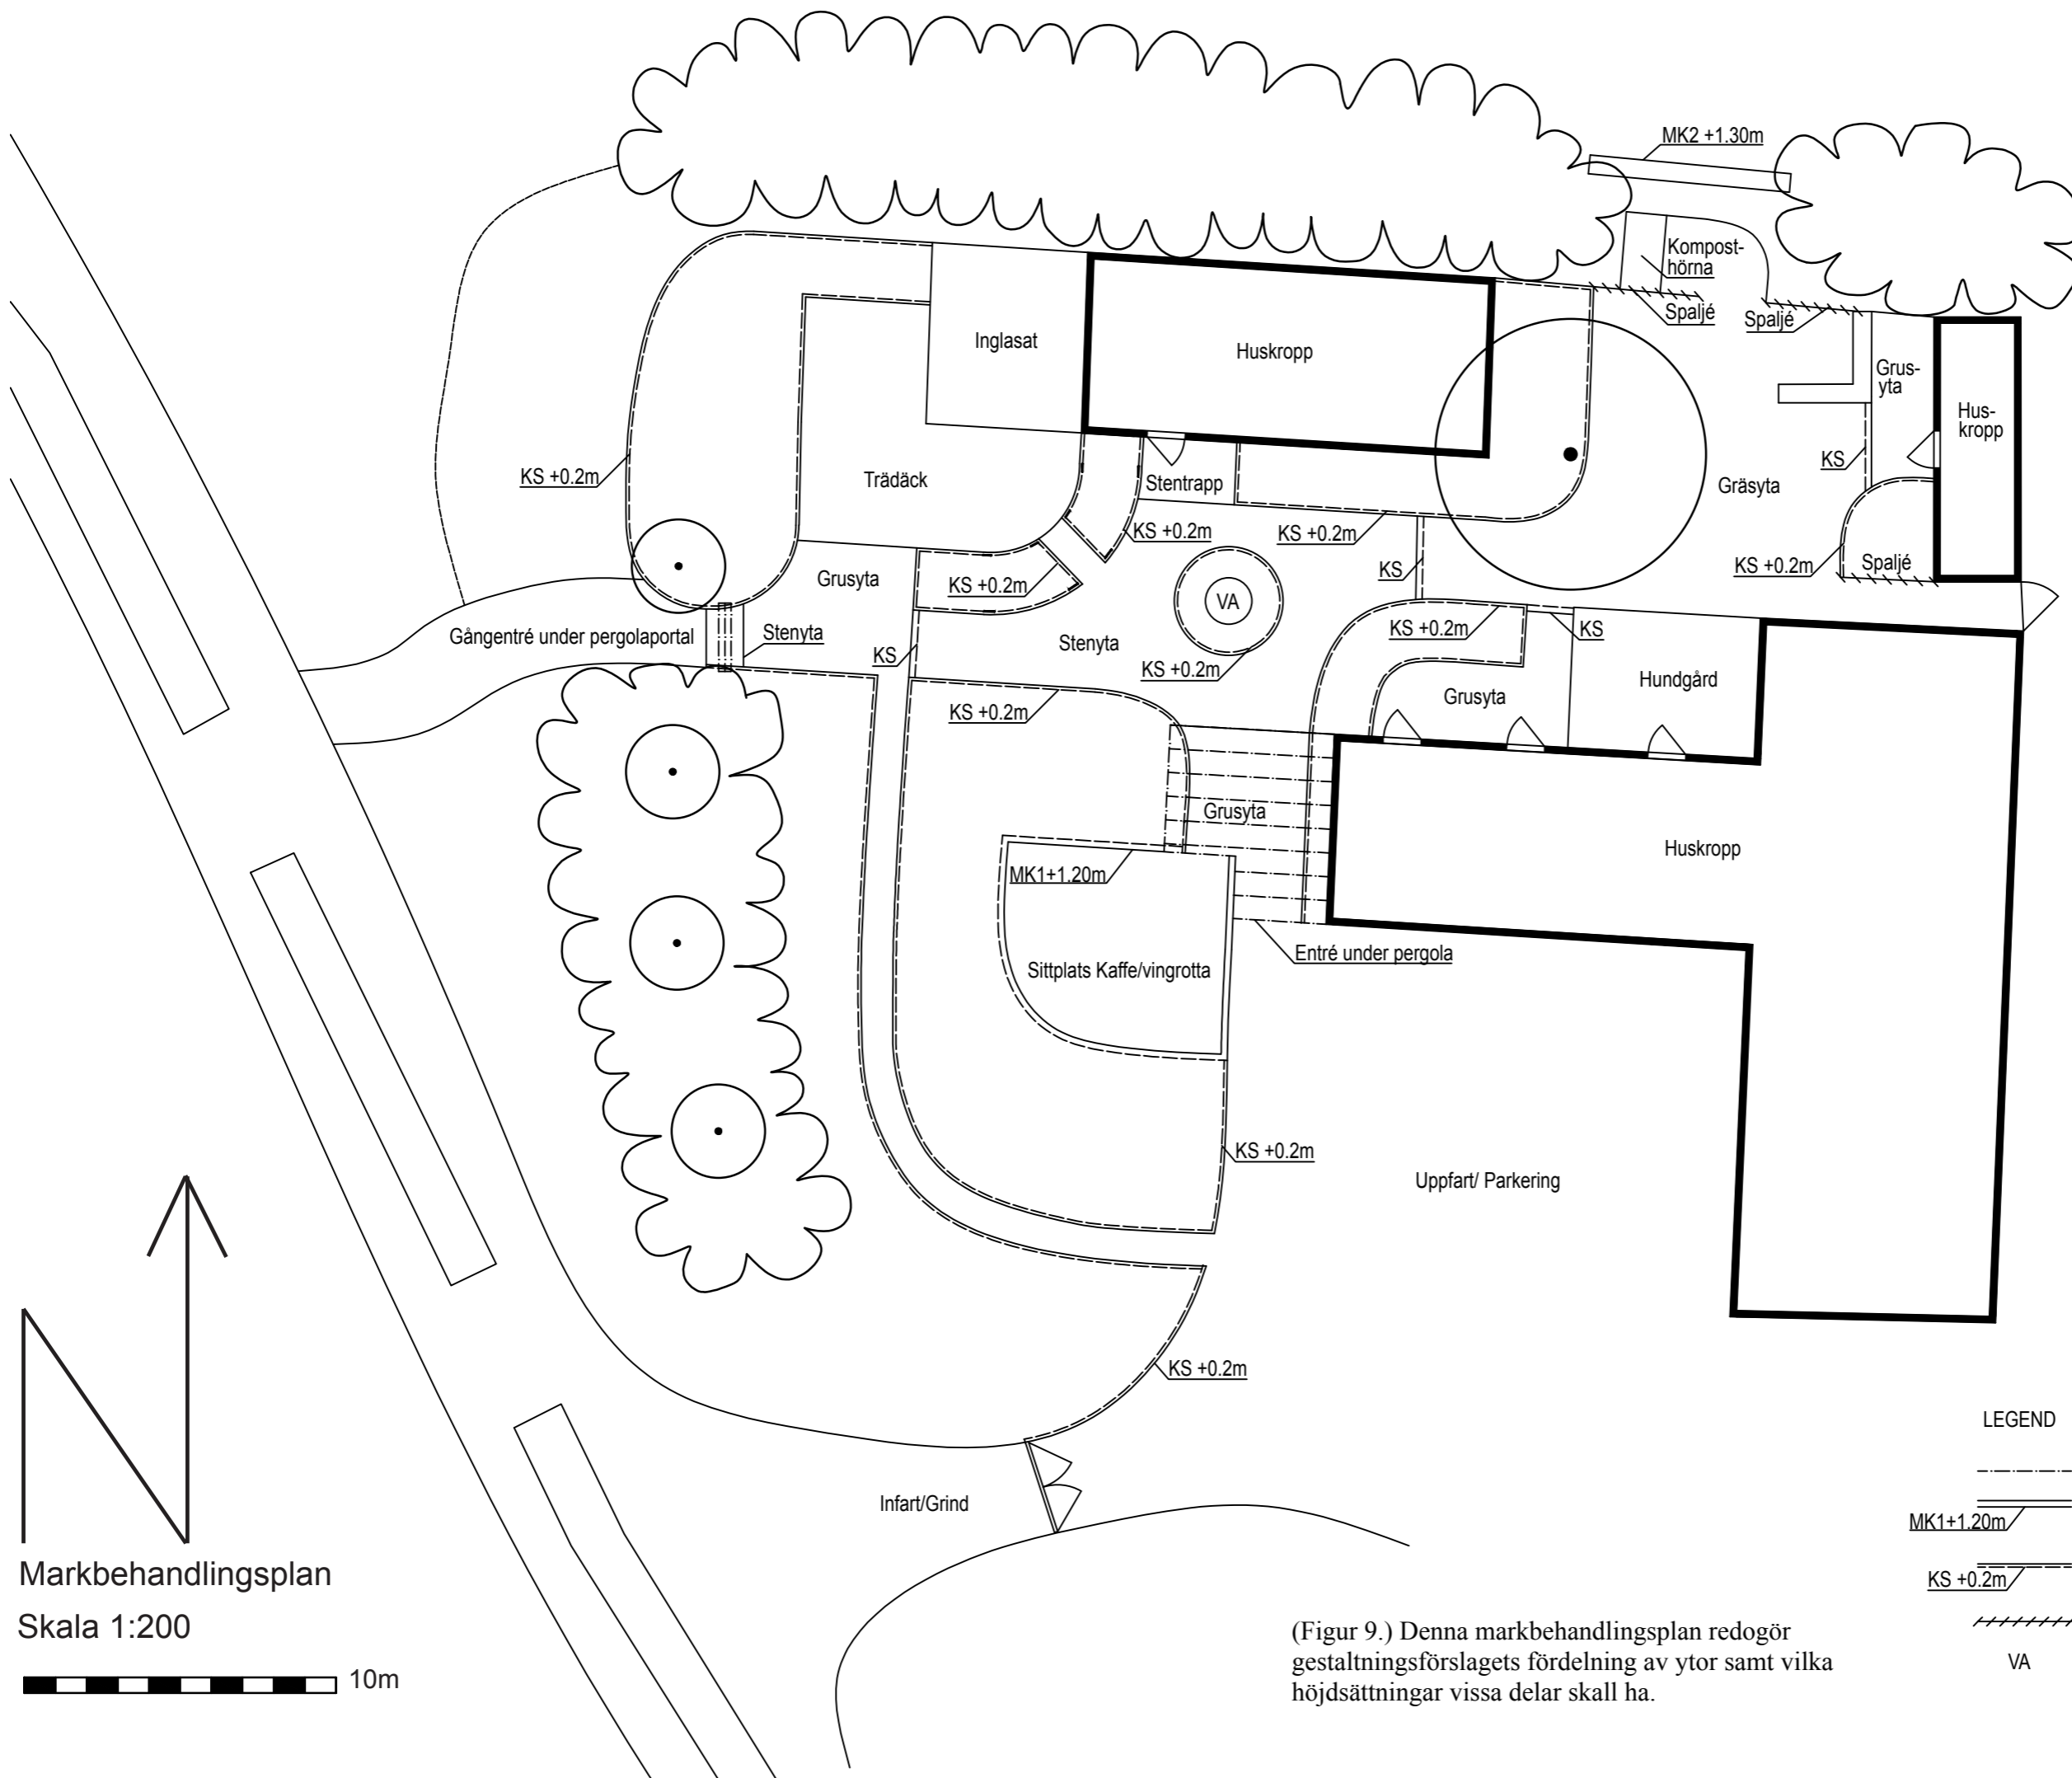 MK2 +1.30m
Kompost-
hörna
Spaljé
Spaljé
Inglasat
Huskropp
Grus-
yta
Hus-
kropp
KS
KS +0.2m
Trädäck
Stentrapp
Gräsyta
KS +0.2m
KS +0.2m
KS +0.2m
Spaljé
KS
Grusyta
KS +0.2m
VA
KS +0.2m
KS
Gångentré under pergolaportal
Stenyta
Stenyta
KS
KS +0.2m
Hundgård
Grusyta
KS +0.2m
Grusyta
Huskropp
MK1+1.20m
Entré under pergola
Sittplats Kaffe/vingrotta
KS +0.2m
Uppfart/ Parkering
KS +0.2m
Infart/Grind
LEGEND
MK1+1.20m
KS +0.2m
VA
Markbehandlingsplan
Skala 1:200
10m
(Figur 9.) Denna markbehandlingsplan redogör
gestaltningsförslagets fördelning av ytor samt vilka
höjdsättningar vissa delar skall ha.